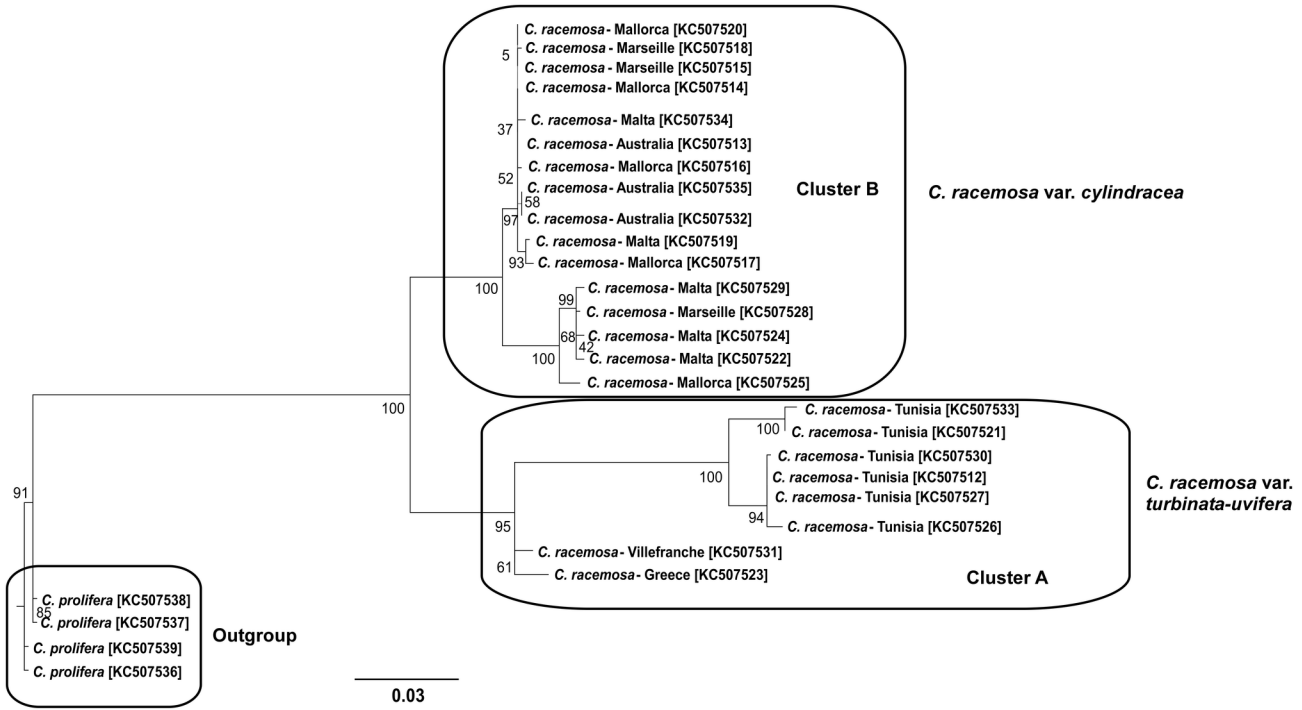 C. racemosa- Mallorca [KC507520]
C. racemosa- Marseille [KC507518]
5
C. racemosa- Marseille [KC507515]
C. racemosa- Mallorca [KC507514]
C. racemosa- Malta [KC507534]
37
C. racemosa- Australia [KC507513]
C. racemosa- Mallorca [KC507516]
52
C. racemosa- Australia [KC507535]
Cluster B
C. racemosa var. cylindracea
58
97
C. racemosa- Australia [KC507532]
C. racemosa- Malta [KC507519]
93
C. racemosa- Mallorca [KC507517]
100
C. racemosa- Malta [KC507529]
99
C. racemosa- Marseille [KC507528]
68
C. racemosa- Malta [KC507524]
42
100
C. racemosa- Malta [KC507522]
C. racemosa- Mallorca [KC507525]
100
C. racemosa- Tunisia [KC507533]
100
C. racemosa- Tunisia [KC507521]
C. racemosa- Tunisia [KC507530]
100
C. racemosa- Tunisia [KC507512]
C. racemosa var.
turbinata-uvifera
C. racemosa- Tunisia [KC507527]
91
94
C. racemosa- Tunisia [KC507526]
95
C. racemosa- Villefranche [KC507531]
61
C. racemosa- Greece [KC507523]
Cluster A
C. prolifera [KC507538]
85
C. prolifera [KC507537]
Outgroup
C. prolifera [KC507539]
C. prolifera [KC507536]
0.03